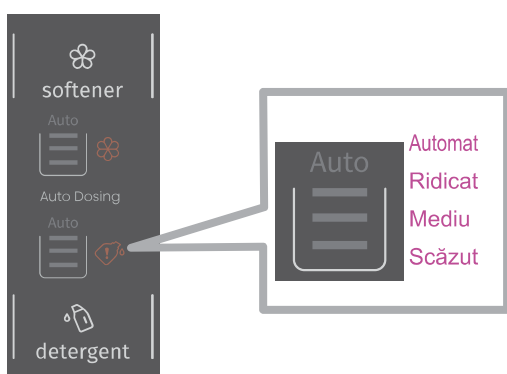 softener
Auto
Auto Dosing
Auto
detergent
Auto
Automat
Ridicat
Mediu
Scăzut